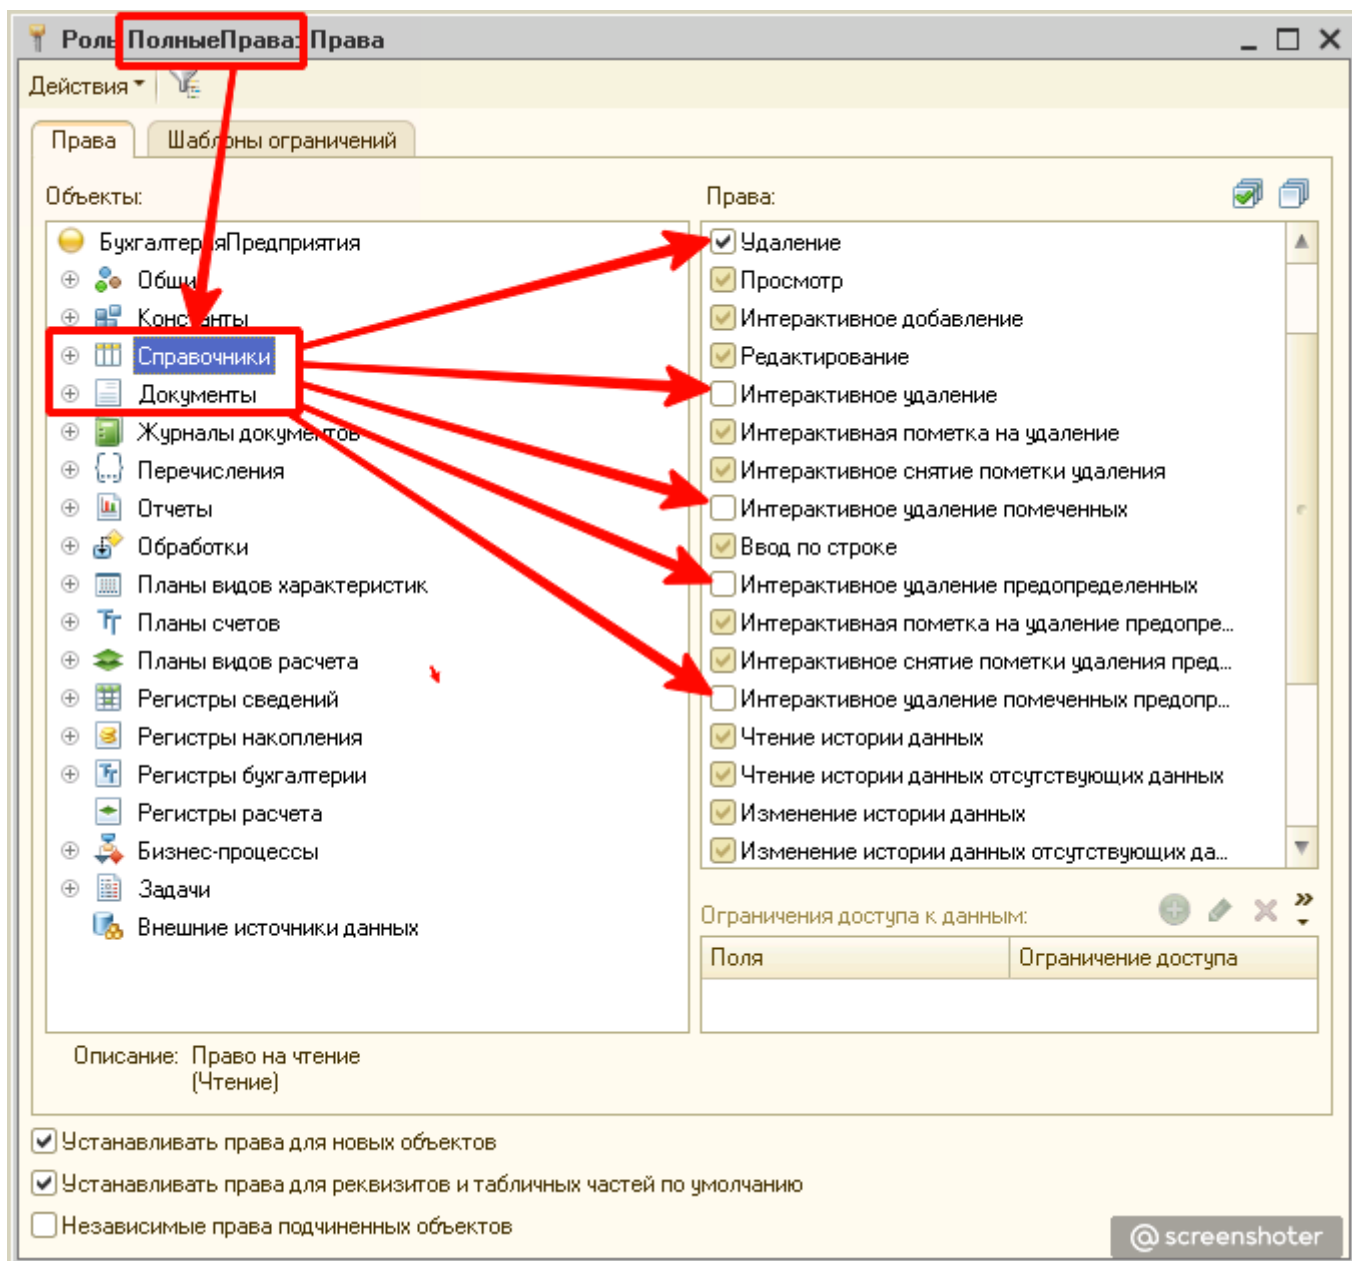 Роль ПолныеПрава: Права
Действия
Права
Шаблоны ограничений
Объекты:
БухгалтерияПредприятия
Общие
Константы
Справочники
Документы
Журналы документов
Перечисления
Отчеты
Обработки
Планы видов характеристик
Планы счетов
Планы видов расчета
Регистры сведений
Регистры накопления
Регистры бухгалтерии
Регистры расчета
Бизнес-процессы
Задачи
Внешние источники данных
Права:
Удаление
Просмотр
Интерактивное добавление
Редактирование
Интерактивное удаление
Интерактивная пометка на удаление
Интерактивное снятие пометки удаления
Интерактивное удаление помеченных
Ввод по строке
Интерактивное удаление предопределенных
Интерактивная пометка на удаление предопре...
Интерактивное снятие пометки удаления пред...
Интерактивное удаление помеченных предопр...
Чтение истории данных
Чтение истории данных отсутствующих данных
Изменение истории данных
Изменение истории данных отсутствующих да...
Ограничения доступа к данным:
Поля
Ограничение доступа
Описание: Право на чтение
(Чтение)
Устанавливать права для новых объектов
Устанавливать права для реквизитов и табличных частей по умолчанию
Независимые права подчиненных объектов
@ screenshoter